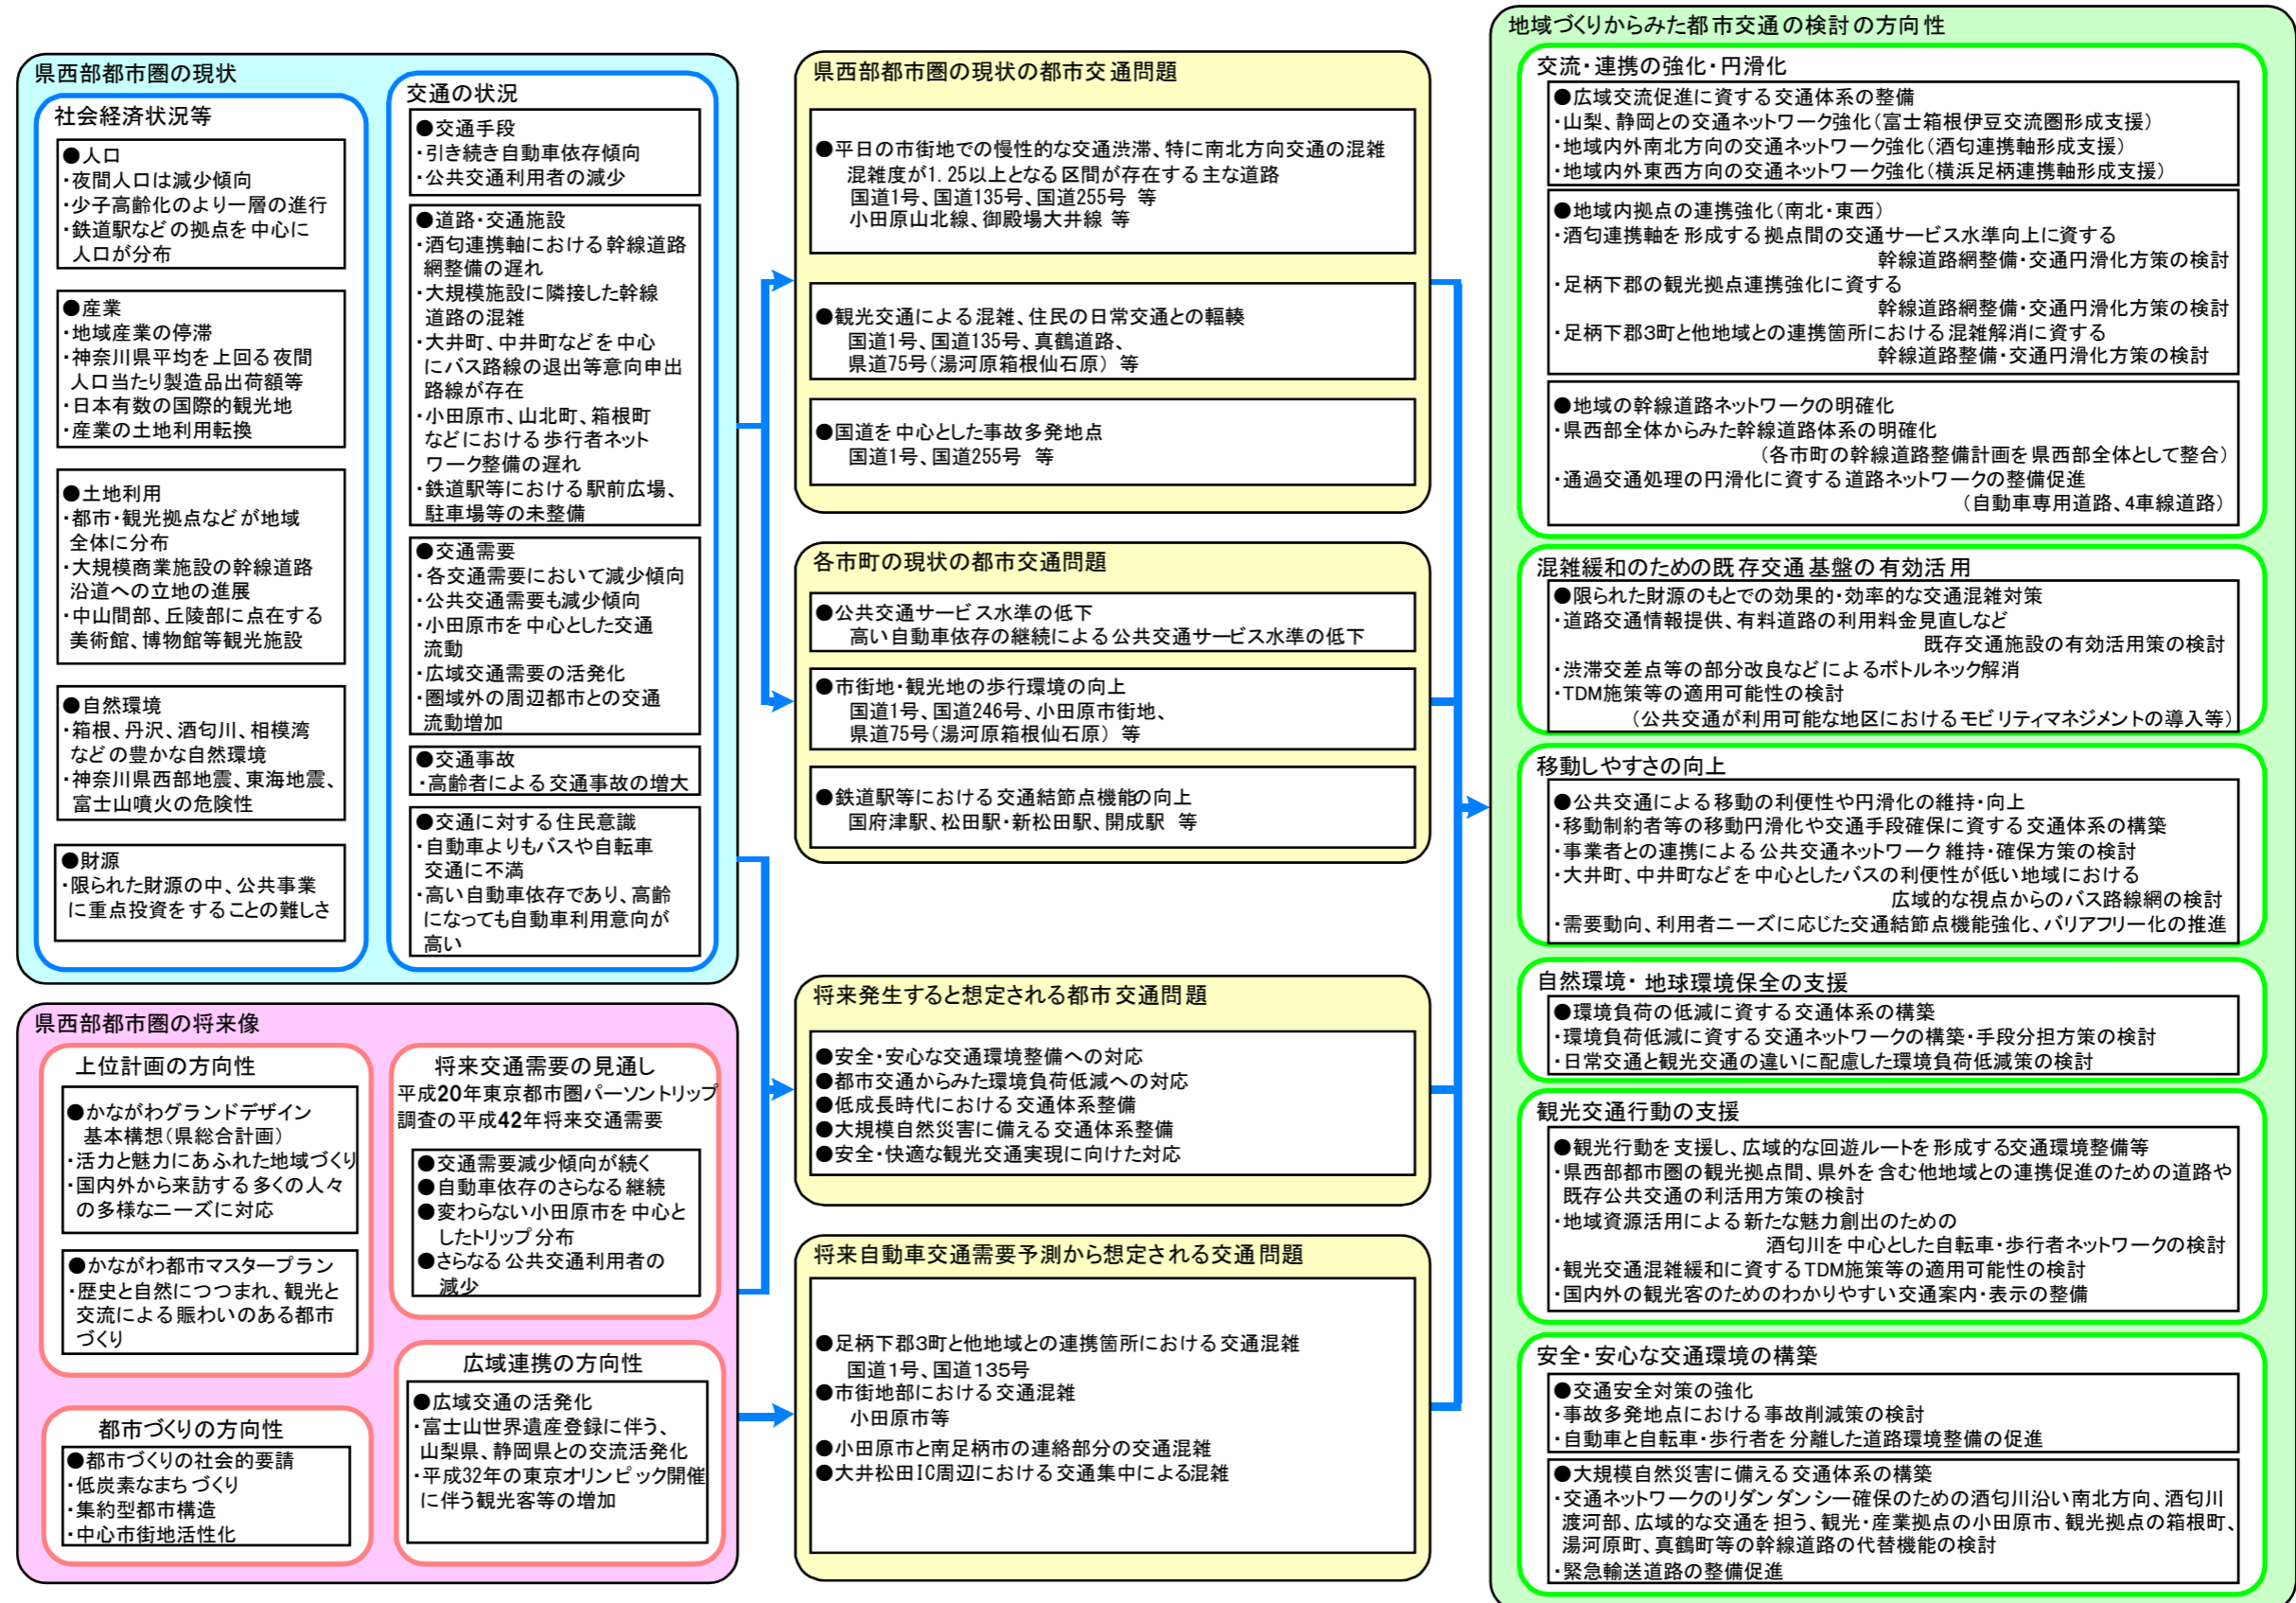 県西部都市圏の現状
社会経済状況等
●人口
・夜間人口は減少傾向
・少子高齢化のより一層の進行
・鉄道駅などの拠点を中心に
人口が分布
●産業
・地域産業の停滞
・神奈川県平均を上回る夜間
人口当たり製造品出荷額等
・日本有数の国際的観光地
・産業の土地利用転換
●土地利用
・都市・観光拠点などが地域
全体に分布
・大規模商業施設の幹線道路
沿道への立地の進展
・中山間部、丘陵部に点在する
美術館、博物館等観光施設
●自然環境
・箱根、丹沢、酒匂川、相模湾
などの豊かな自然環境
・神奈川県西部地震、東海地震、
富士山噴火の危険性
●財源
・限られた財源の中、公共事業
に重点投資をすることの難しさ
交通の状況
●交通手段
・引き続き自動車依存傾向
・公共交通利用者の減少
●道路・交通施設
・酒匂連携軸における幹線道路
網整備の遅れ
・大規模施設に隣接した幹線
道路の混雑
・大井町、中井町などを中心
にバス路線の退出等意向申出
路線が存在
・小田原市、山北町、箱根町
などにおける歩行者ネット
ワーク整備の遅れ
・鉄道駅等における駅前広場、
駐車場等の未整備
●交通需要
・各交通需要において減少傾向
・公共交通需要も減少傾向
・小田原市を中心とした交通
流動
・広域交通需要の活発化
・圏域外の周辺都市との交通
流動増加
●交通事故
・高齢者による交通事故の増大
●交通に対する住民意識
・自動車よりもバスや自転車
交通に不満
・高い自動車依存であり、高齢
になっても自動車利用意向が
高い
県西部都市圏の将来像
上位計画の方向性
●かながわグランドデザイン
基本構想（県総合計画）
・活力と魅力にあふれた地域づくり
・国内外から来訪する多くの人々
の多様なニーズに対応
●かながわ都市マスタープラン
・歴史と自然につつまれ、観光と
交流による賑わいのある都市
づくり
都市づくりの方向性
●都市づくりの社会的要請
・低炭素なまちづくり
・集約型都市構造
・中心市街地活性化
将来交通需要の見通し
平成20年東京都市圏パーソントリップ
調査の平成42年将来交通需要
●交通需要減少傾向が続く
●自動車依存のさらなる継続
●変わらない小田原市を中心と
したトリップ分布
●さらなる公共交通利用者の
減少
広域連携の方向性
●広域交通の活発化
・富士山世界遺産登録に伴う、
山梨県、静岡県との交流活発化
・平成32年の東京オリンピック開催
に伴う観光客等の増加
県西部都市圏の現状の都市交通問題
●平日の市街地での慢性的な交通渋滞、特に南北方向交通の混雑
混雑度が1.25以上となる区間が存在する主な道路
国道1号、国道135号、国道255号 等
小田原山北線、御殿場大井線 等
●観光交通による混雑、住民の日常交通との輻輳
国道1号、国道135号、真鶴道路、
県道75号（湯河原箱根仙石原） 等
●国道を中心とした事故多発地点
国道1号、国道255号 等
各市町の現状の都市交通問題
●公共交通サービス水準の低下
高い自動車依存の継続による公共交通サービス水準の低下
●市街地・観光地の歩行環境の向上
国道1号、国道246号、小田原市街地、
県道75号（湯河原箱根仙石原） 等
●鉄道駅等における交通結節点機能の向上
国府津駅、松田駅・新松田駅、開成駅 等
将来発生すると想定される都市交通問題
●安全・安心な交通環境整備への対応
●都市交通からみた環境負荷低減への対応
●低成長時代における交通体系整備
●大規模自然災害に備える交通体系整備
●安全・快適な観光交通実現に向けた対応
将来自動車交通需要予測から想定される交通問題
●足柄下郡3町と他地域との連携箇所における交通混雑
国道1号、国道135号
●市街地部における交通混雑
小田原市等
●小田原市と南足柄市の連絡部分の交通混雑
●大井松田IC周辺における交通集中による混雑
地域づくりからみた都市交通の検討の方向性
交流・連携の強化・円滑化
●広域交流促進に資する交通体系の整備
・山梨、静岡との交通ネットワーク強化（富士箱根伊豆交流圏形成支援）
・地域内外南北方向の交通ネットワーク強化（酒匂連携軸形成支援）
・地域内外東西方向の交通ネットワーク強化（横浜足柄連携軸形成支援）
●地域内拠点の連携強化（南北・東西）
・酒匂連携軸を形成する拠点間の交通サービス水準向上に資する
幹線道路網整備・交通円滑化方策の検討
・足柄下郡の観光拠点連携強化に資する
幹線道路網整備・交通円滑化方策の検討
・足柄下郡3町と他地域との連携箇所における混雑解消に資する
幹線道路整備・交通円滑化方策の検討
●地域の幹線道路ネットワークの明確化
・県西部全体からみた幹線道路体系の明確化
（各市町の幹線道路整備計画を県西部全体として整合）
・通過交通処理の円滑化に資する道路ネットワークの整備促進
（自動車専用道路、4車線道路）
混雑緩和のための既存交通基盤の有効活用
●限られた財源のもとでの効果的・効率的な交通混雑対策
・道路交通情報提供、有料道路の利用料金見直しなど
既存交通施設の有効活用策の検討
・渋滞交差点等の部分改良などによるボトルネック解消
・TDM施策等の適用可能性の検討
（公共交通が利用可能な地区におけるモビリティマネジメントの導入等）
移動しやすさの向上
●公共交通による移動の利便性や円滑化の維持・向上
・移動制約者等の移動円滑化や交通手段確保に資する交通体系の構築
・事業者との連携による公共交通ネットワーク維持・確保方策の検討
・大井町、中井町などを中心としたバスの利便性が低い地域における
広域的な視点からのバス路線網の検討
・需要動向、利用者ニーズに応じた交通結節点機能強化、バリアフリー化の推進
自然環境・地球環境保全の支援
●環境負荷の低減に資する交通体系の構築
・環境負荷低減に資する交通ネットワークの構築・手段分担方策の検討
・日常交通と観光交通の違いに配慮した環境負荷低減策の検討
観光交通行動の支援
●観光行動を支援し、広域的な回遊ルートを形成する交通環境整備等
・県西部都市圏の観光拠点間、県外を含む他地域との連携促進のための道路や
既存公共交通の利活用方策の検討
・地域資源活用による新たな魅力創出のための
酒匂川を中心とした自転車・歩行者ネットワークの検討
・観光交通混雑緩和に資するTDM施策等の適用可能性の検討
・国内外の観光客のためのわかりやすい交通案内・表示の整備
安全・安心な交通環境の構築
●交通安全対策の強化
・事故多発地点における事故削減策の検討
・自動車と自転車・歩行者を分離した道路環境整備の促進
●大規模自然災害に備える交通体系の構築
・交通ネットワークのリダンダンシー確保のための酒匂川沿い南北方向、酒匂川
渡河部、広域的な交通を担う、観光・産業拠点の小田原市、観光拠点の箱根町、
湯河原町、真鶴町等の幹線道路の代替機能の検討
・緊急輸送道路の整備促進